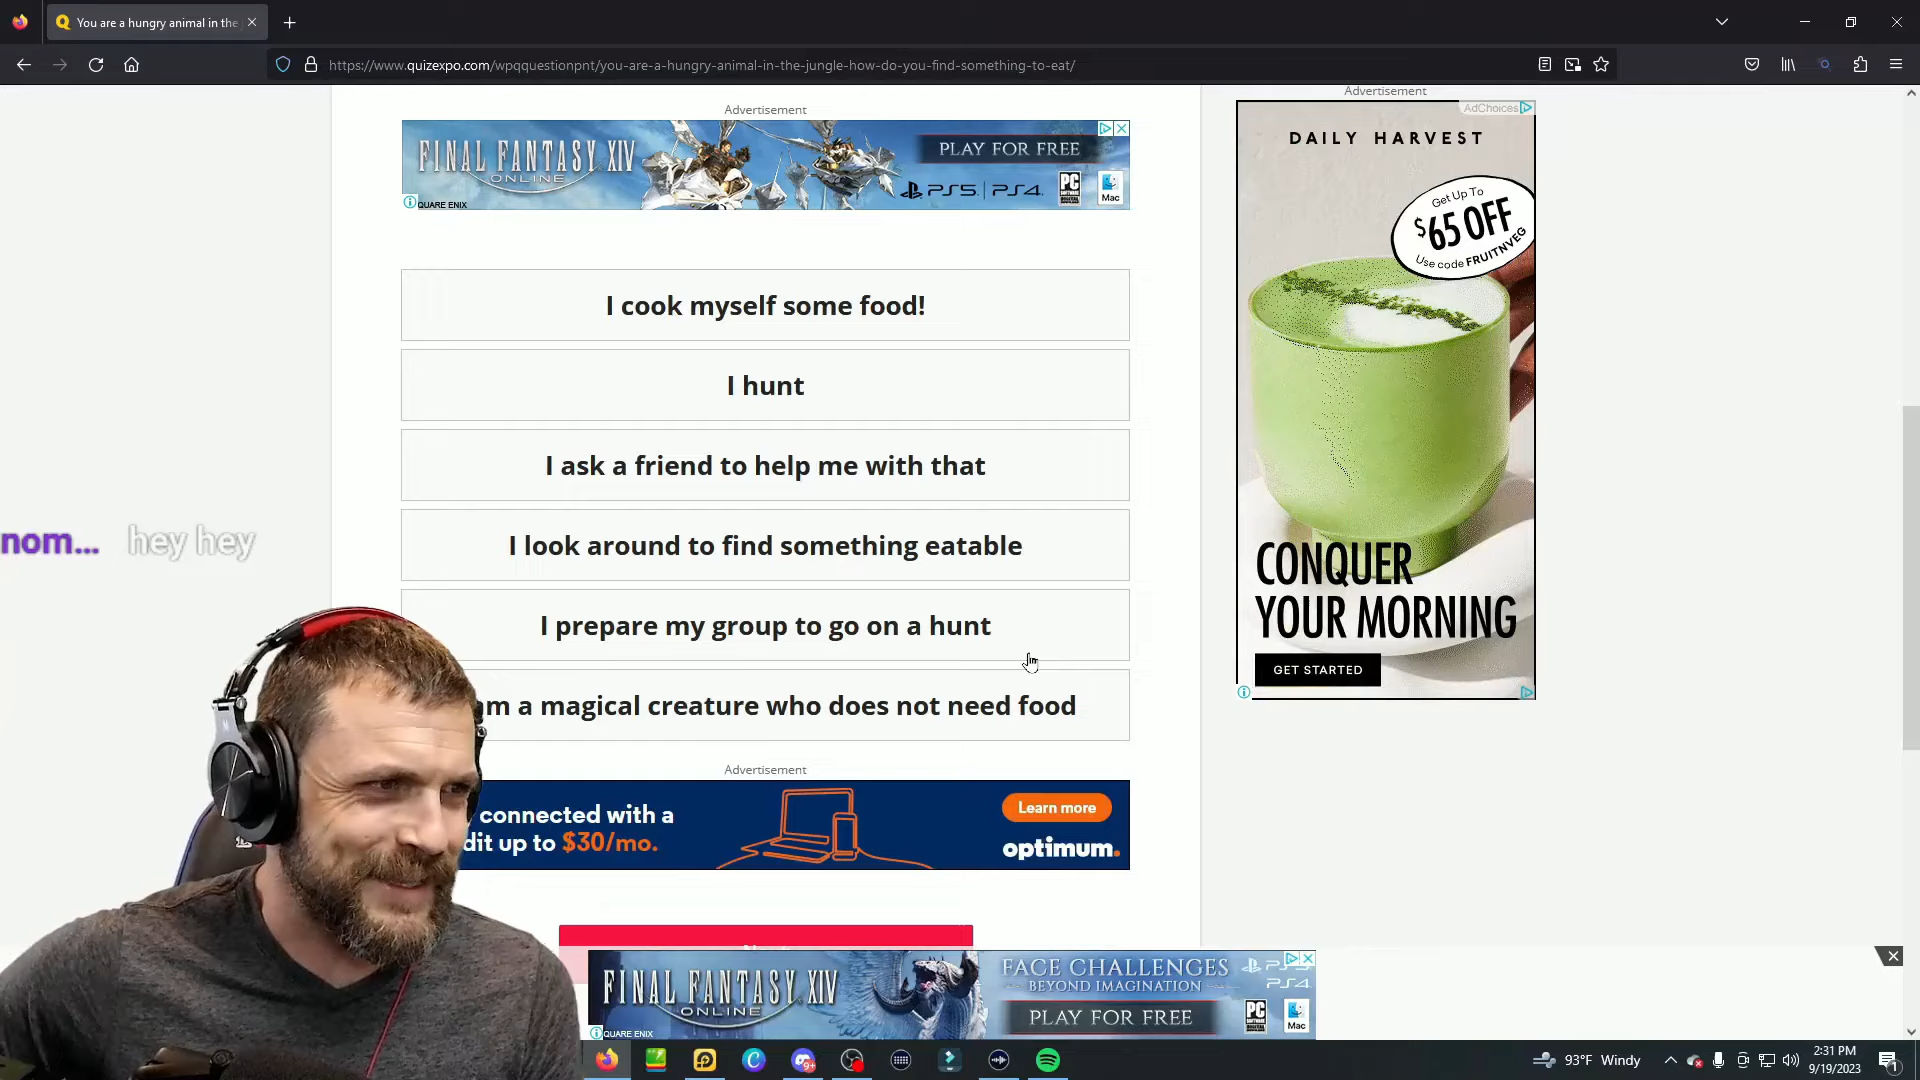 You are a hungry animal in the
https://www.quizexpo.com/wpqquestionpnt/you-are-a-hungry-animal-in-the-jungle-how-do-you-find-something-to-eat/
Advertisement
FINAL FANTASY XIV
ONLINE
PLAY FOR FREE
PS5 | PS4
PC
Mac
QUARE ENIX
I cook myself some food!
I hunt
I ask a friend to help me with that
I look around to find something eatable
I prepare my group to go on a hunt
m a magical creature who does not need food
Advertisement
connected with a
dit up to $30/mo.
Learn more
optimum.
nom... hey hey
Advertisement
AdChoices
DAILY HARVEST
Get Up To
$65 OFF
Use code FRUITNVEG
CONQUER
YOUR MORNING
GET STARTED
FINAL FANTASY XIV
ONLINE
FACE CHALLENGES
BEYOND IMAGINATION
PLAY FOR FREE
PS4
PC
Mac
QUARE ENIX
93°F Windy
2:31 PM
9/19/2023